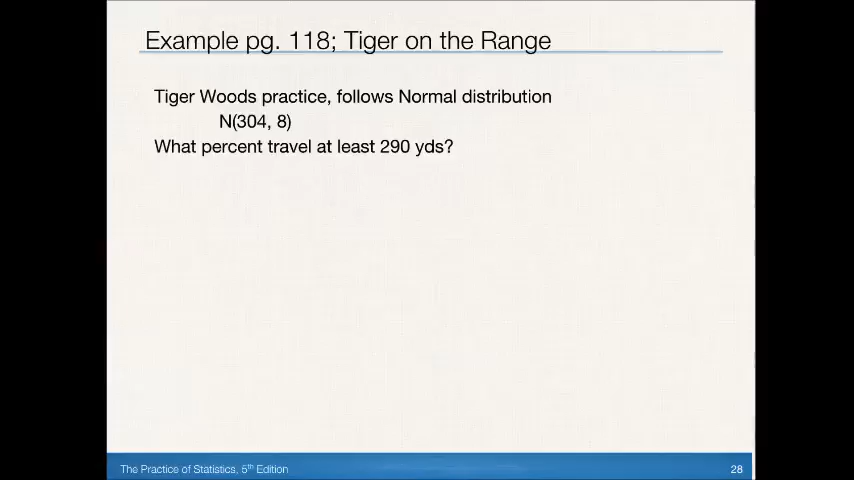 Example pg. 118; Tiger on the Range
Tiger Woods practice, follows Normal distribution
N(304, 8)
What percent travel at least 290 yds?
The Practice of Statistics, 5th Edition
28